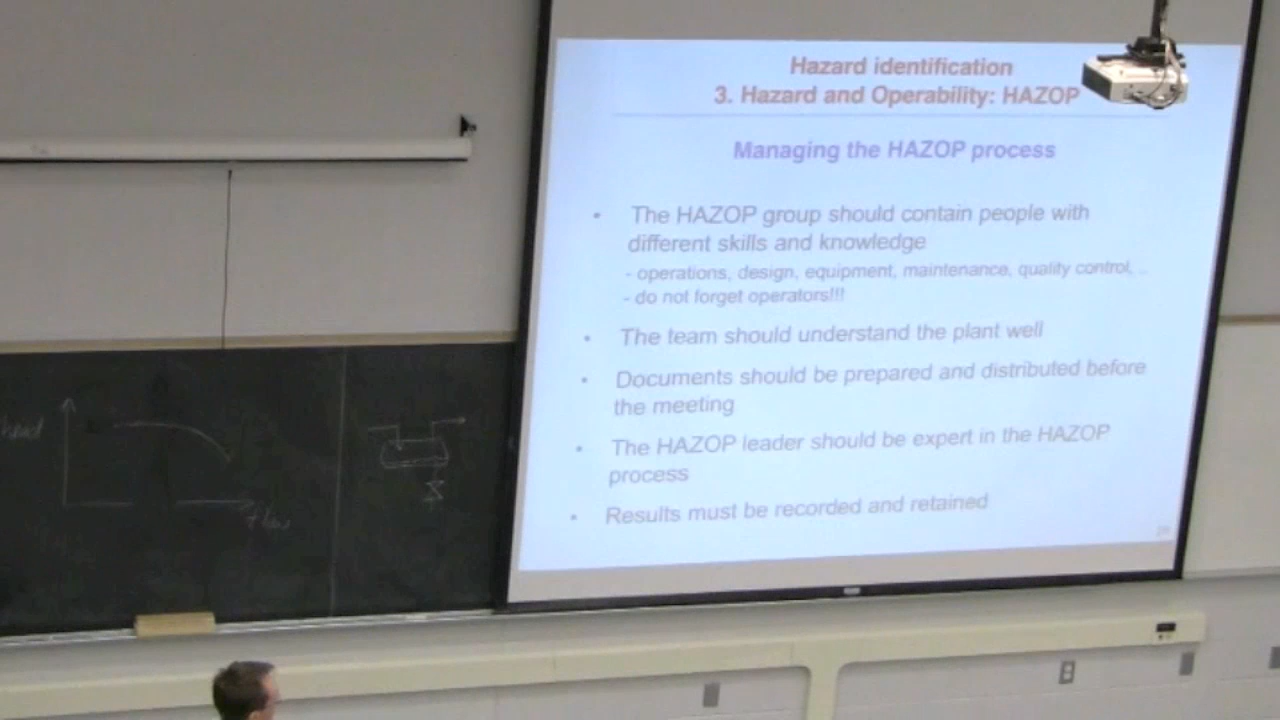 Hazard identification
3. Hazard and Operability: HAZOP
Managing the HAZOP process
• The HAZOP group should contain people with
different skills and knowledge
- operations, design, equipment, maintenance, quality control, ..
- do not forget operators!!!
• The team should understand the plant well
• Documents should be prepared and distributed before
the meeting
• The HAZOP leader should be expert in the HAZOP
process
• Results must be recorded and retained
head
flow